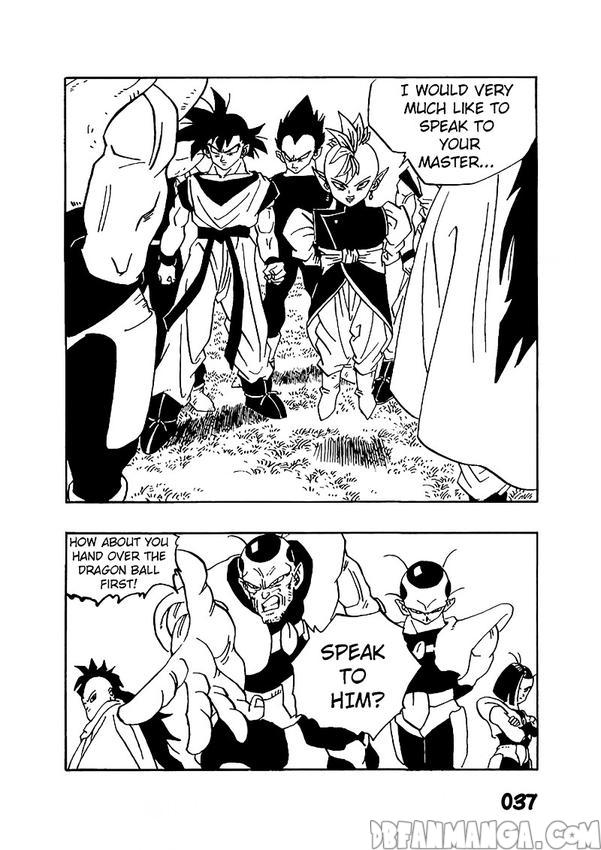 I WOULD VERY
MUCH LIKE TO
SPEAK TO
YOUR
MASTER...
HOW ABOUT YOU
HAND OVER THE
DRAGON BALL
FIRST!
SPEAK
TO
HIM?
037
DBFANMANGA.COM